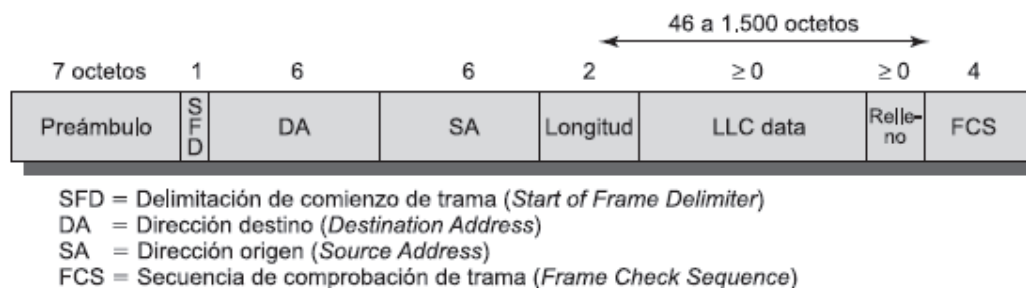 46 a 1.500 octetos
7 octetos 1 6 6 2 ≥ 0 ≥ 0 4
Preámbulo SFD DA SA Longitud LLC data Relle-
no FCS
SFD = Delimitación de comienzo de trama (Start of Frame Delimiter)
DA = Dirección destino (Destination Address)
SA = Dirección origen (Source Address)
FCS = Secuencia de comprobación de trama (Frame Check Sequence)